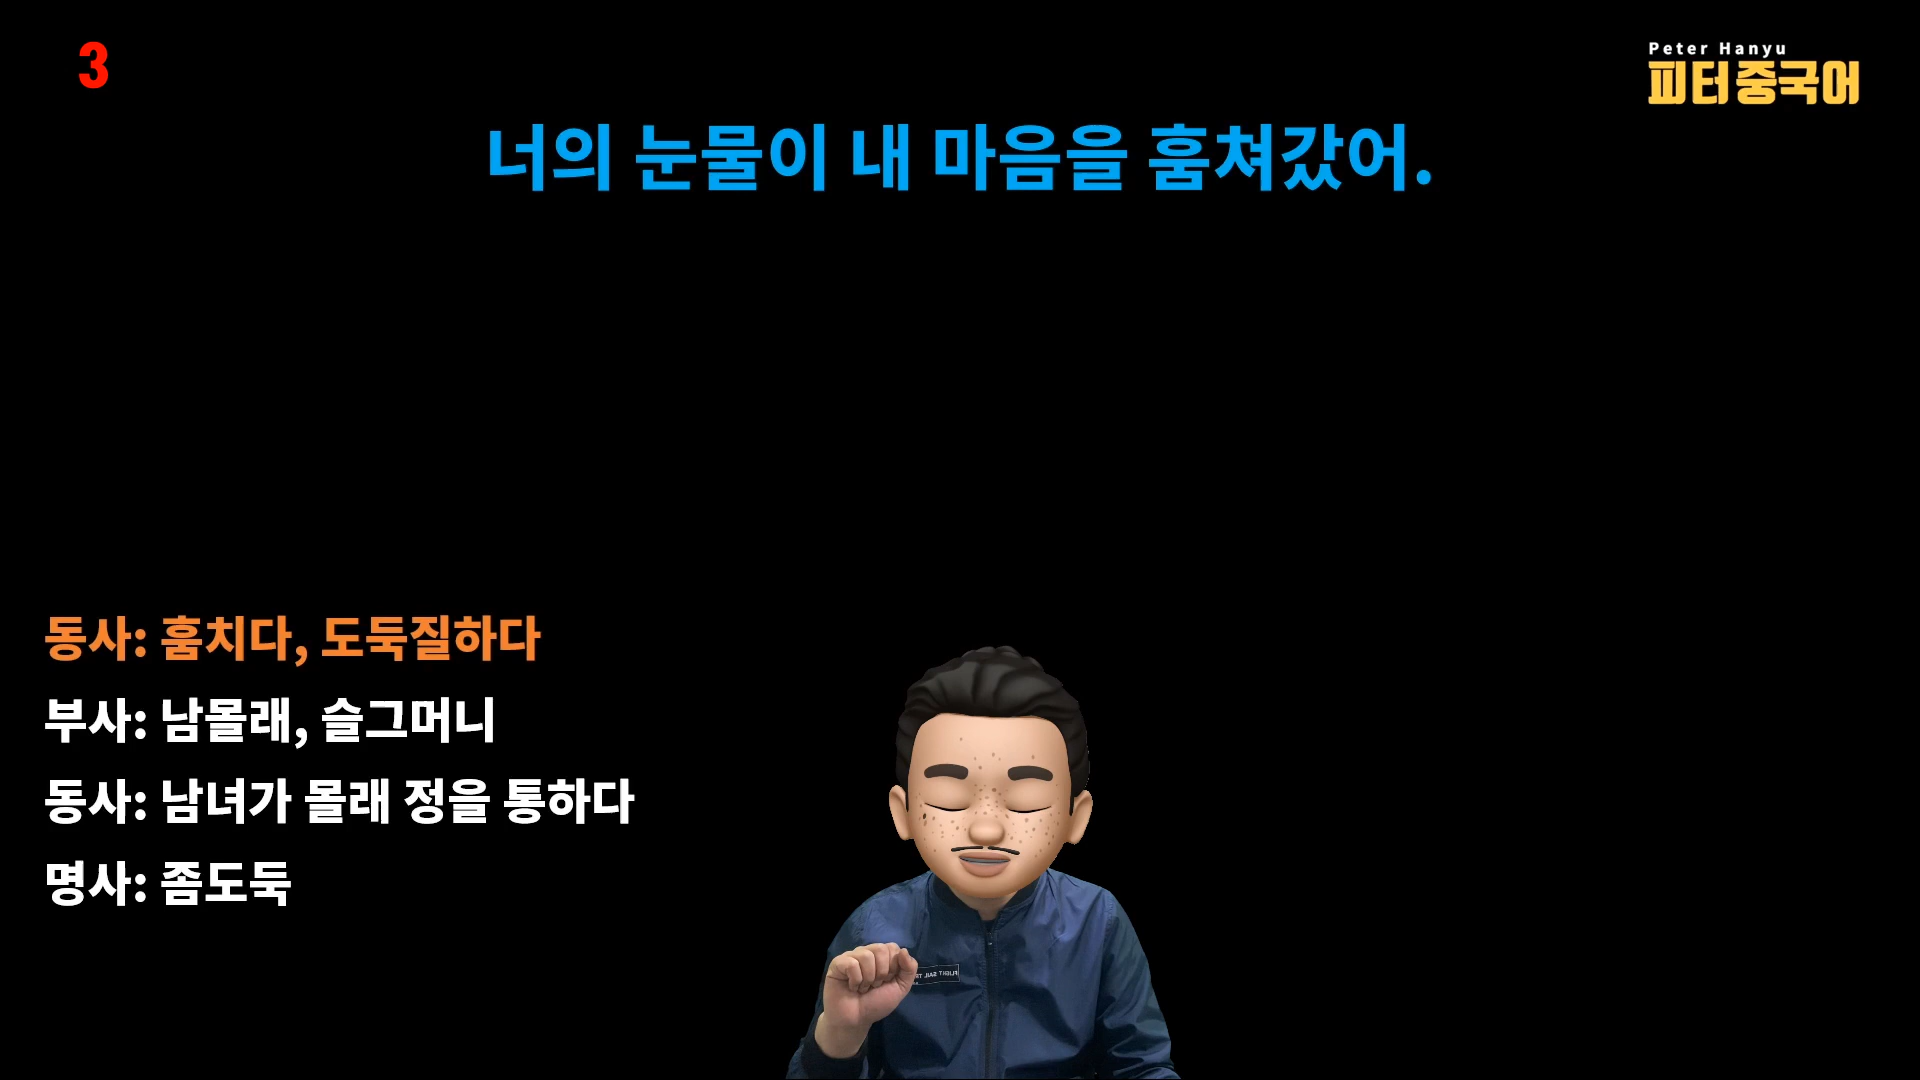 3
Peter Hanyu
피터 중국어
너의 눈물이 내 마음을 훔쳐갔어.
동사: 훔치다, 도둑질하다
부사: 남몰래, 슬그머니
동사: 남녀가 몰래 정을 통하다
명사: 좀도둑
FLIGHT SAIL